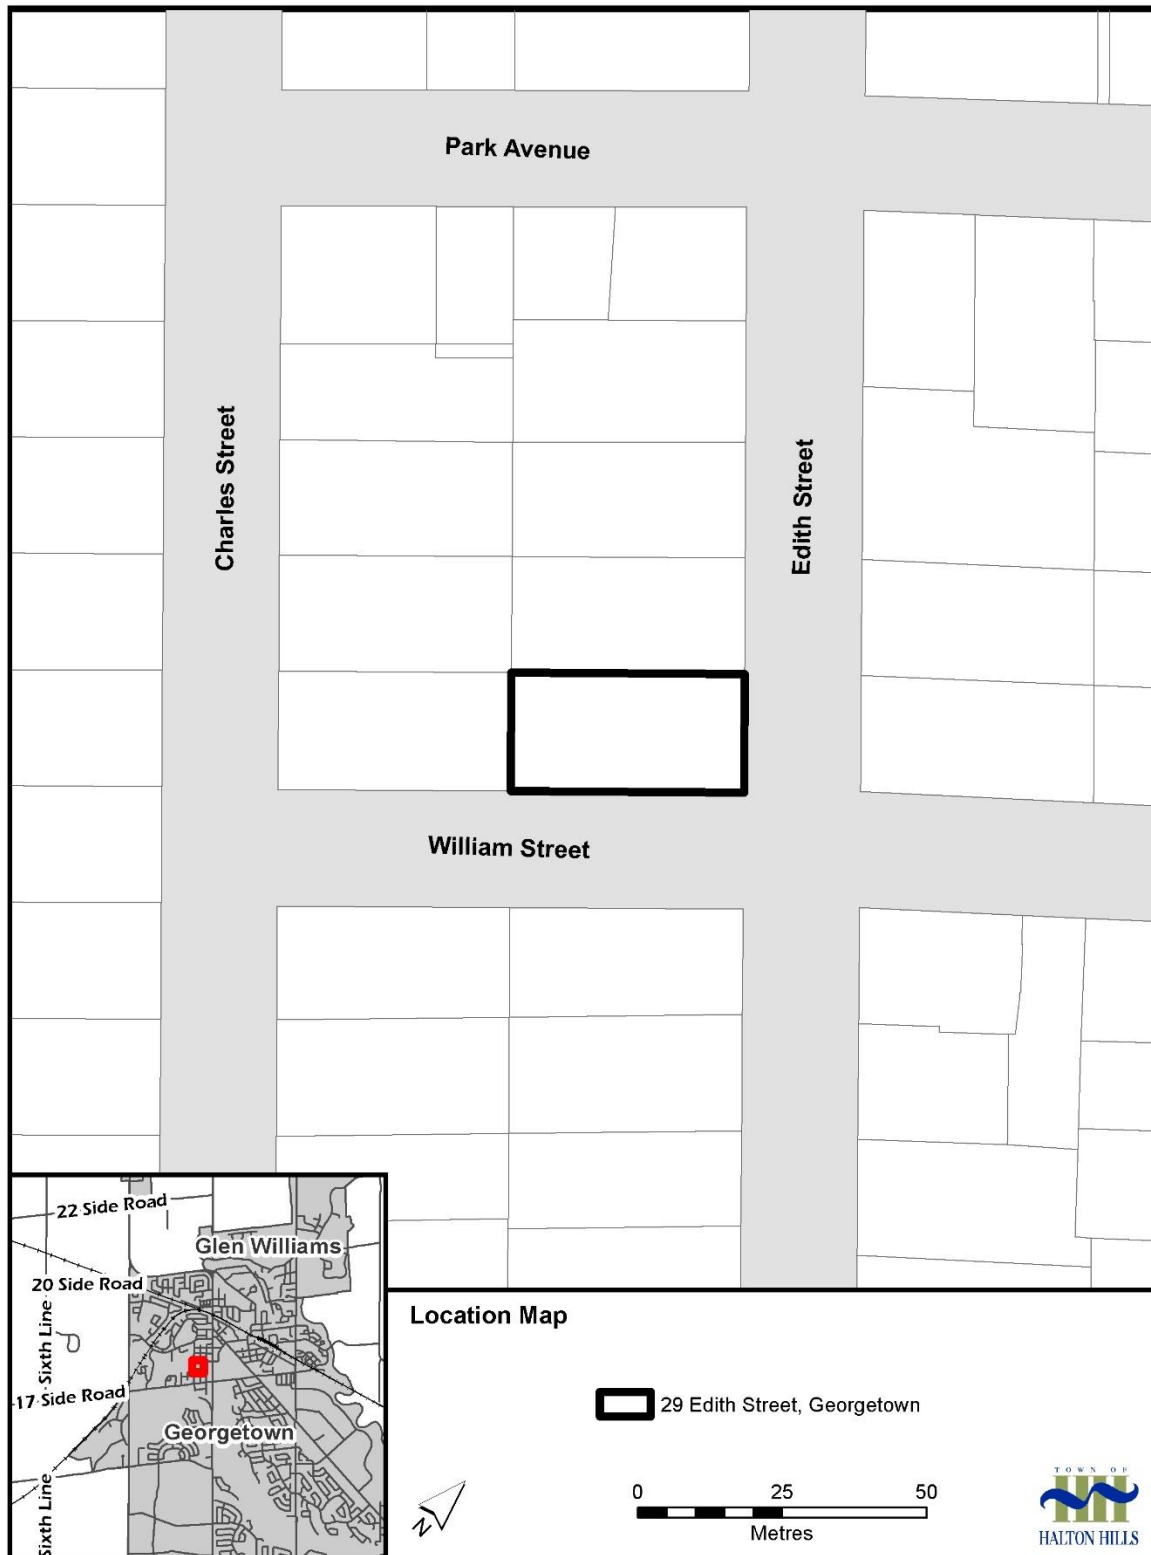 Park Avenue
Charles Street
Edith Street
William Street
22 Side Road
Glen Williams
20 Side Road
Sixth Line
17 Side Road
Georgetown
Sixth Line
Location Map
29 Edith Street, Georgetown
N
0 25 50
Metres
TOWN OF
HALTON HILLS